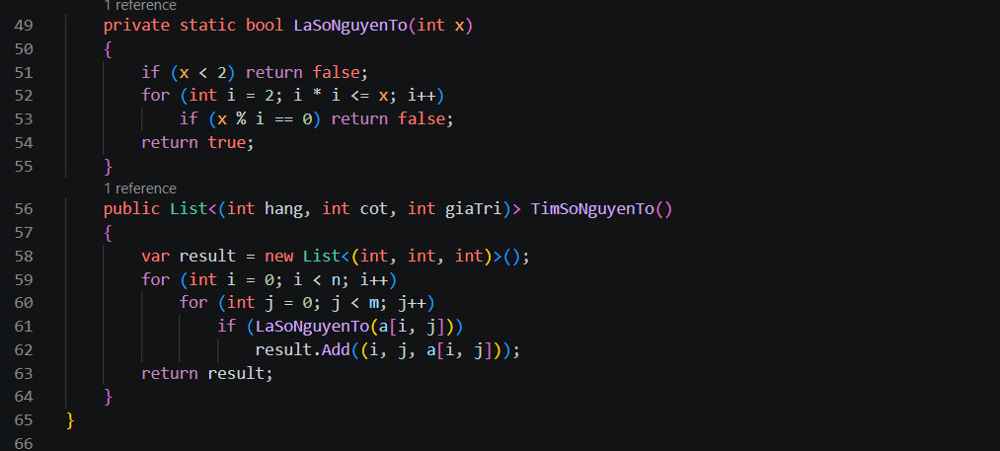 1 reference
49 private static bool LaSoNguyenTo(int x)
50 {
51 if (x < 2) return false;
52 for (int i = 2; i * i <= x; i++)
53 if (x % i == 0) return false;
54 return true;
55 }
1 reference
56 public List<(int hang, int cot, int giaTri)> TimSoNguyenTo()
57 {
58 var result = new List<(int, int, int)>();
59 for (int i = 0; i < n; i++)
60 for (int j = 0; j < m; j++)
61 if (LaSoNguyenTo(a[i, j]))
62 result.Add((i, j, a[i, j]));
63 return result;
64 }
65 }
66